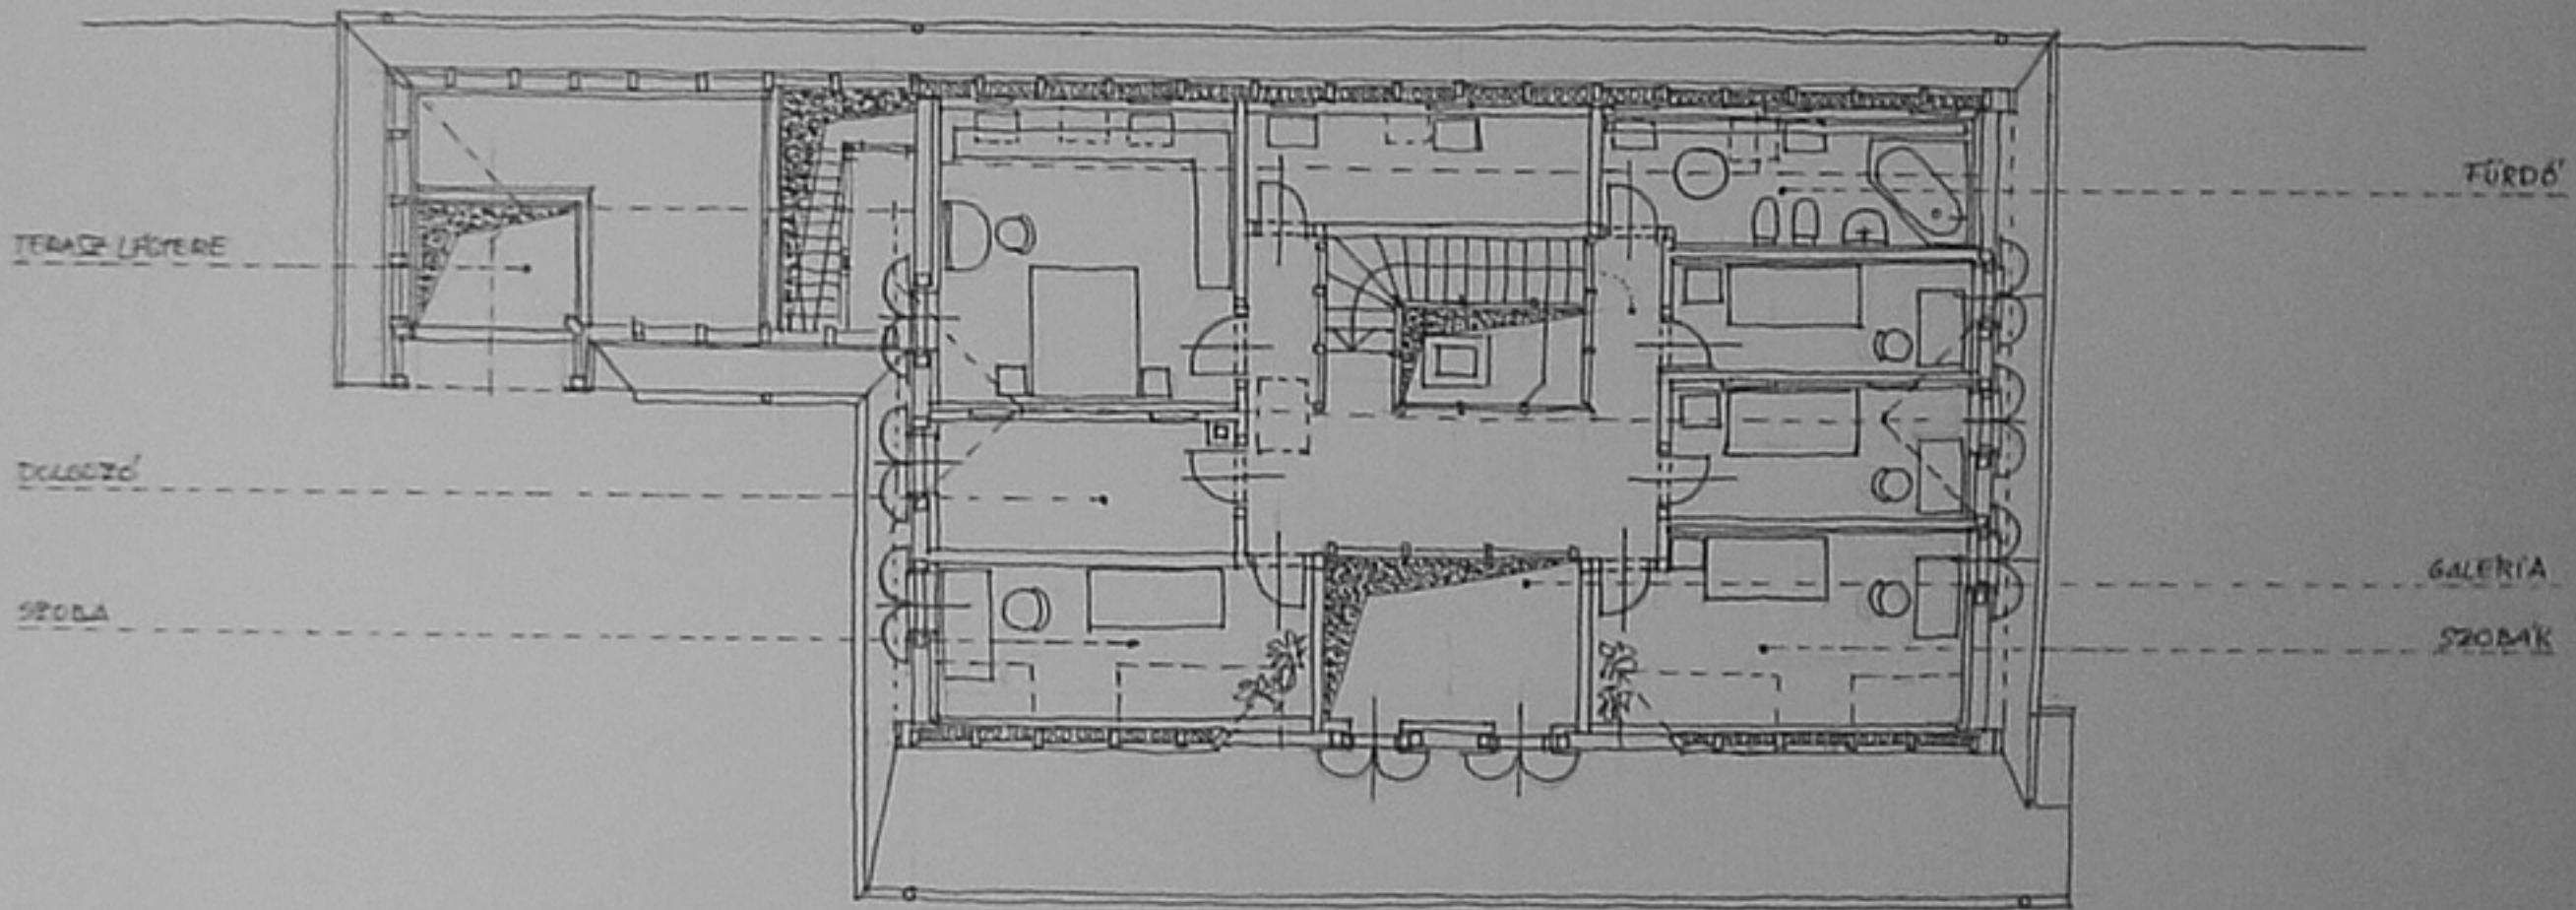 TERASZ LÉGTERE
DOLGOZÓ
SZOBA
FÜRDŐ
GALÉRIA
SZOBÁK